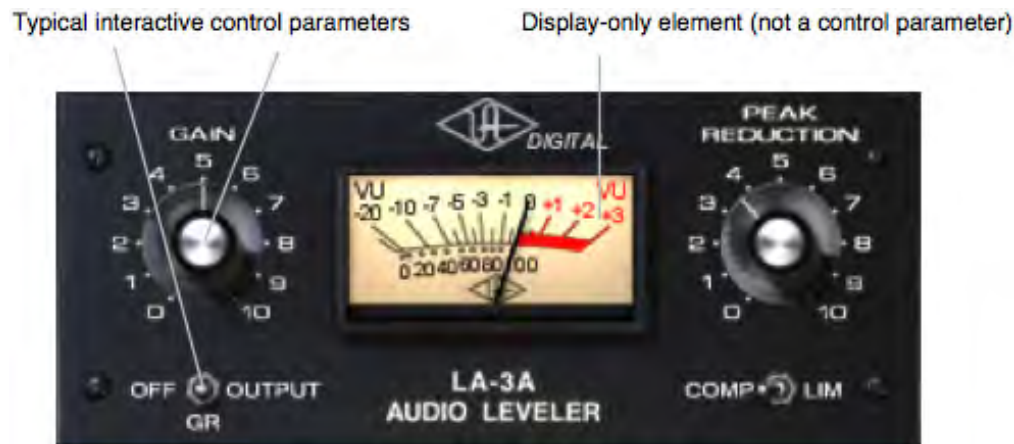 Typical interactive control parameters
Display-only element (not a control parameter)
GAIN
0 1 2 3 4 5 6 7 8 9 10
UA DIGITAL
VU VU
-20 -10 -7 -5 -3 -1 0 +1 +2 +3
0 20 40 60 80 100
PEAK
REDUCTION
0 1 2 3 4 5 6 7 8 9 10
OFF OUTPUT
GR
LA-3A
AUDIO LEVELER
COMP LIM